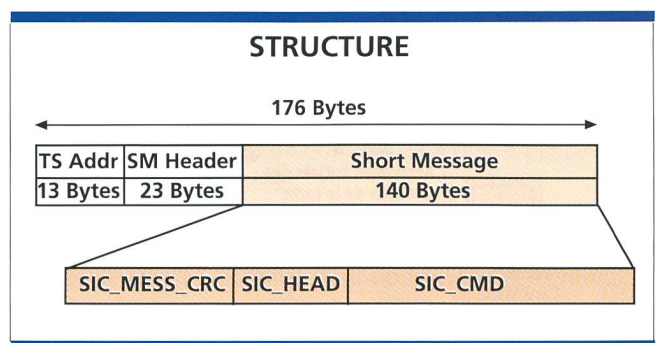 STRUCTURE
176 Bytes
TS Addr SM Header Short Message
13 Bytes 23 Bytes 140 Bytes
SIC_MESS_CRC SIC_HEAD SIC_CMD